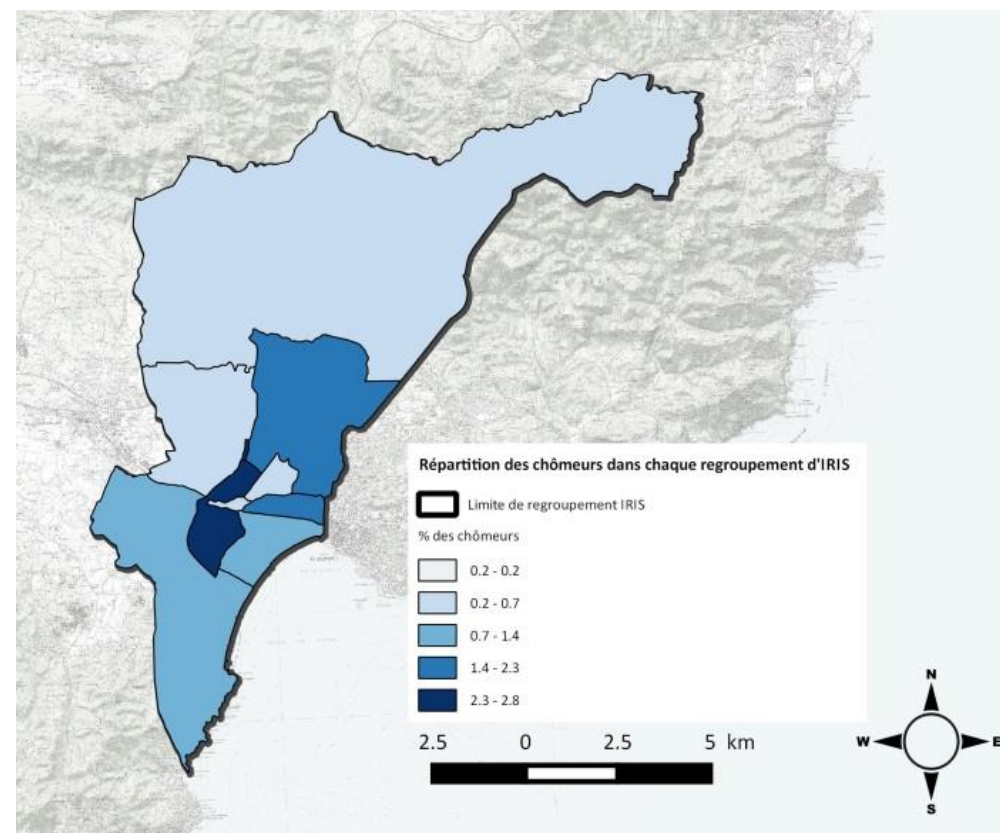 Répartition des chômeurs dans chaque regroupement d'IRIS
Limite de regroupement IRIS
% des chômeurs
0.2 - 0.2
0.2 - 0.7
0.7 - 1.4
1.4 - 2.3
2.3 - 2.8
2.5 0 2.5 5 km
N
W E
S